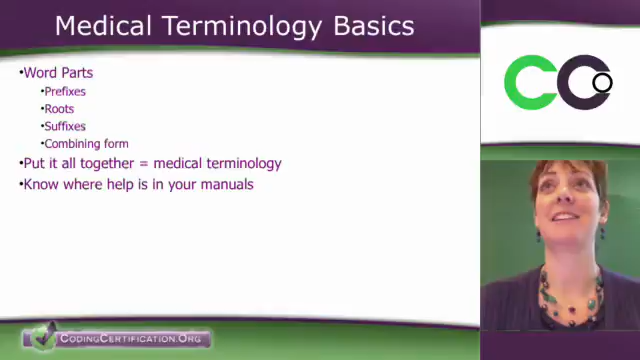 Medical Terminology Basics
•Word Parts
•Prefixes
•Roots
•Suffixes
•Combining form
•Put it all together = medical terminology
•Know where help is in your manuals
CODINGCERTIFICATION.ORG
CCO